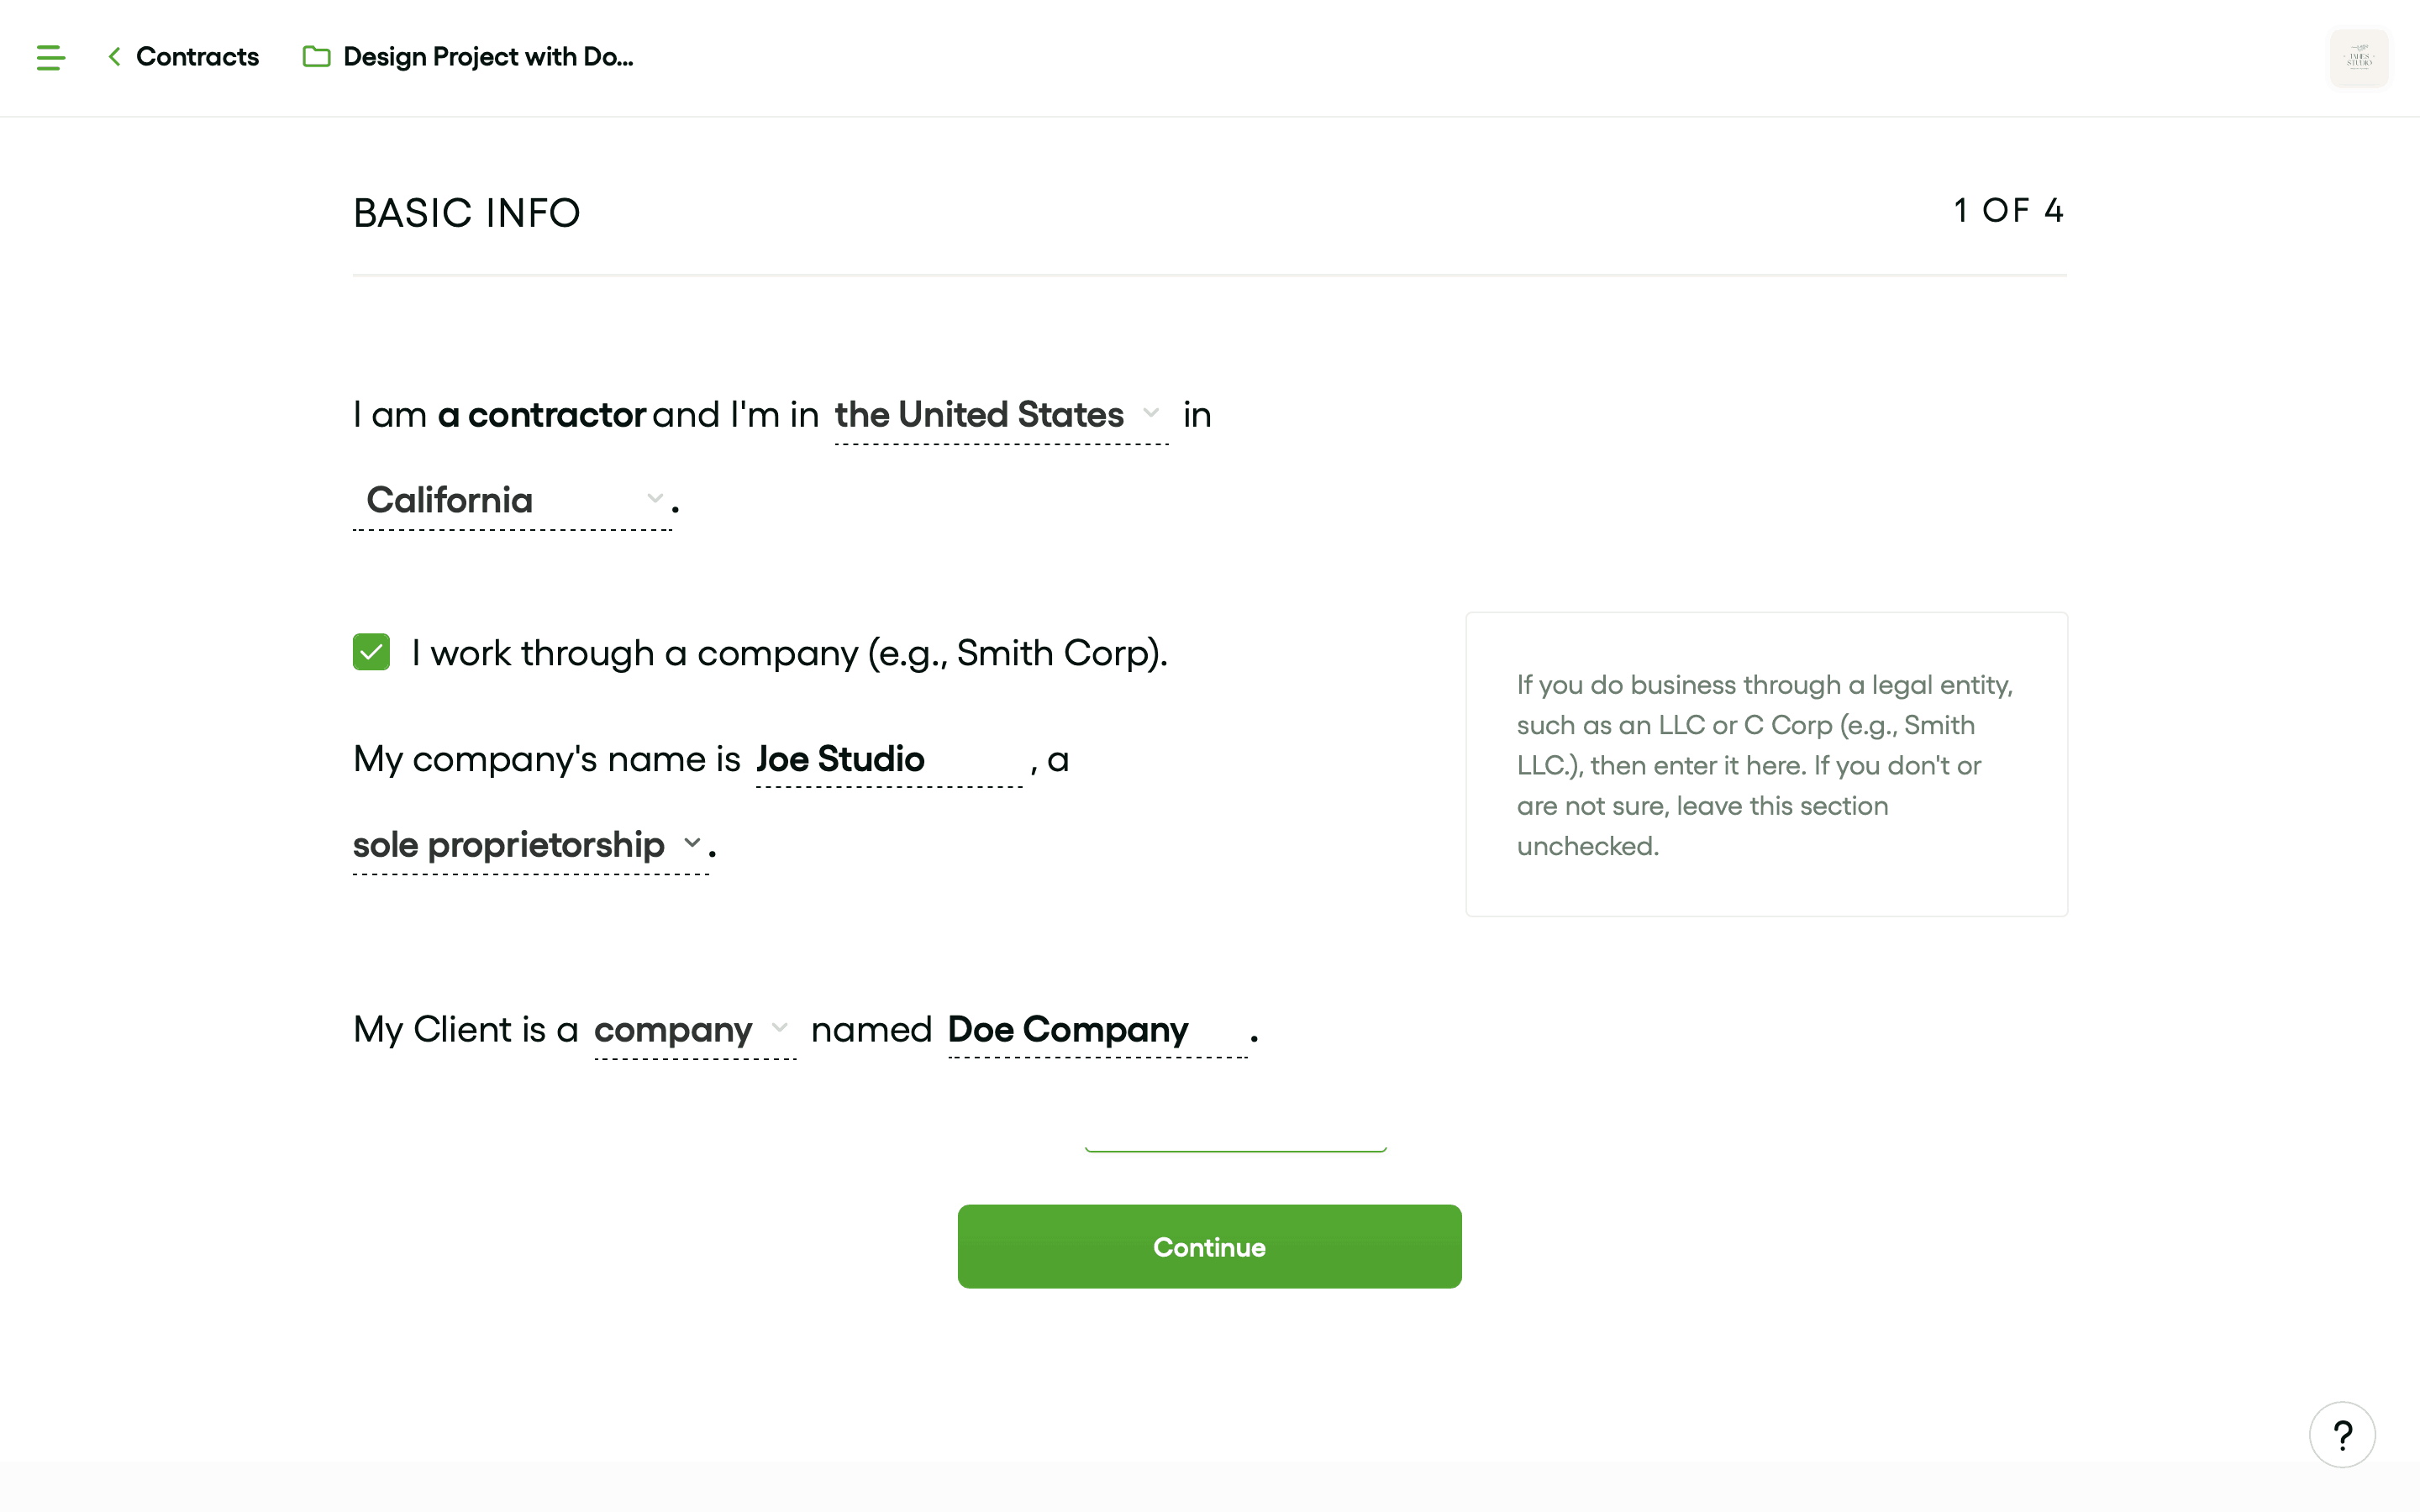 Contracts
Design Project with Do...
JAMES
STUDIO
BASIC INFO
1 OF 4
I am a contractor and I'm in the United States in
California .
I work through a company (e.g., Smith Corp).
My company's name is Joe Studio , a
sole proprietorship .
If you do business through a legal entity,
such as an LLC or C Corp (e.g., Smith
LLC.), then enter it here. If you don't or
are not sure, leave this section
unchecked.
My Client is a company named Doe Company .
Continue
?